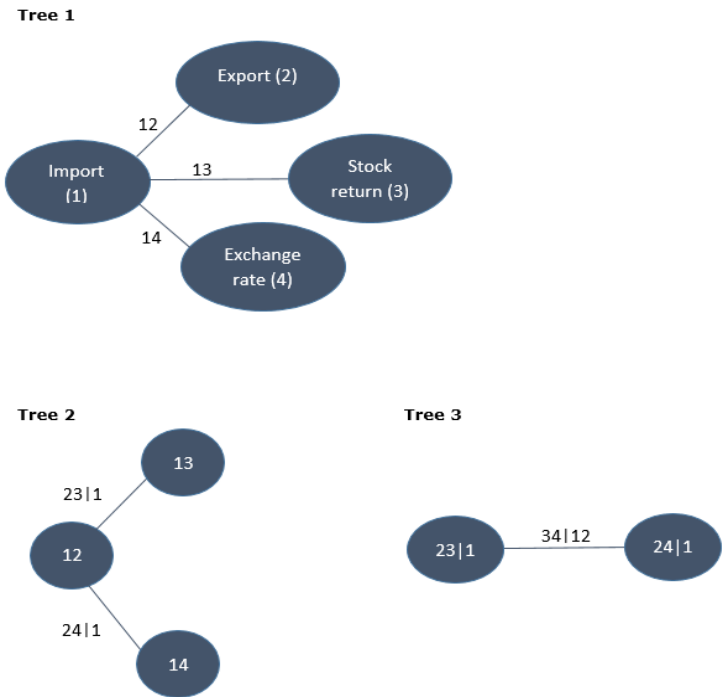 Tree 1
Export (2)
12
Import
(1)
13
Stock
return (3)
14
Exchange
rate (4)
Tree 2
13
23|1
12
24|1
14
Tree 3
23|1
34|12
24|1